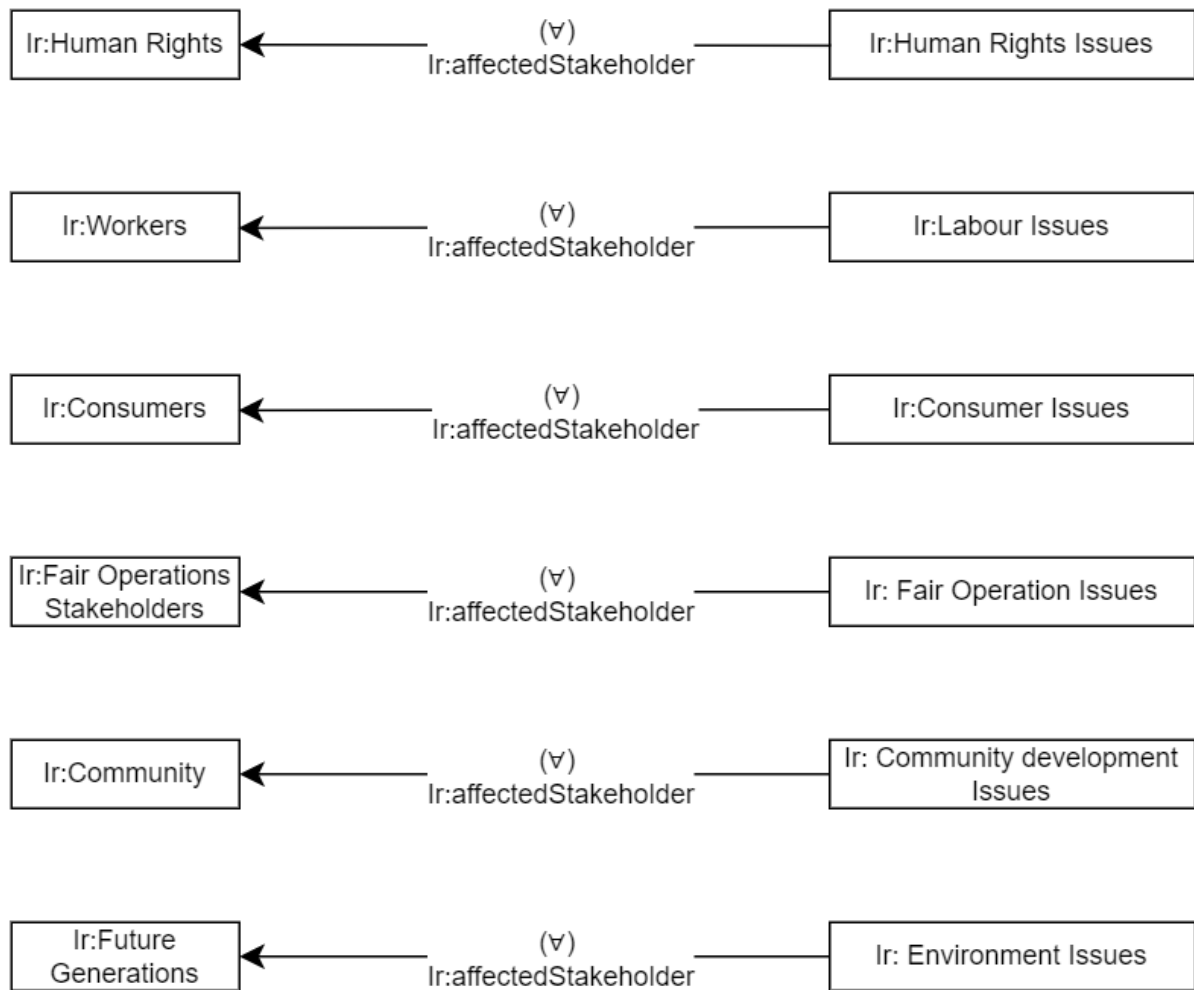 Ir:Human Rights
(∀)
Ir:affectedStakeholder
Ir:Human Rights Issues
Ir:Workers
(∀)
Ir:affectedStakeholder
Ir:Labour Issues
Ir:Consumers
(∀)
Ir:affectedStakeholder
Ir:Consumer Issues
Ir:Fair Operations
Stakeholders
(∀)
Ir:affectedStakeholder
Ir: Fair Operation Issues
Ir:Community
(∀)
Ir:affectedStakeholder
Ir: Community development
Issues
Ir:Future
Generations
(∀)
Ir:affectedStakeholder
Ir: Environment Issues